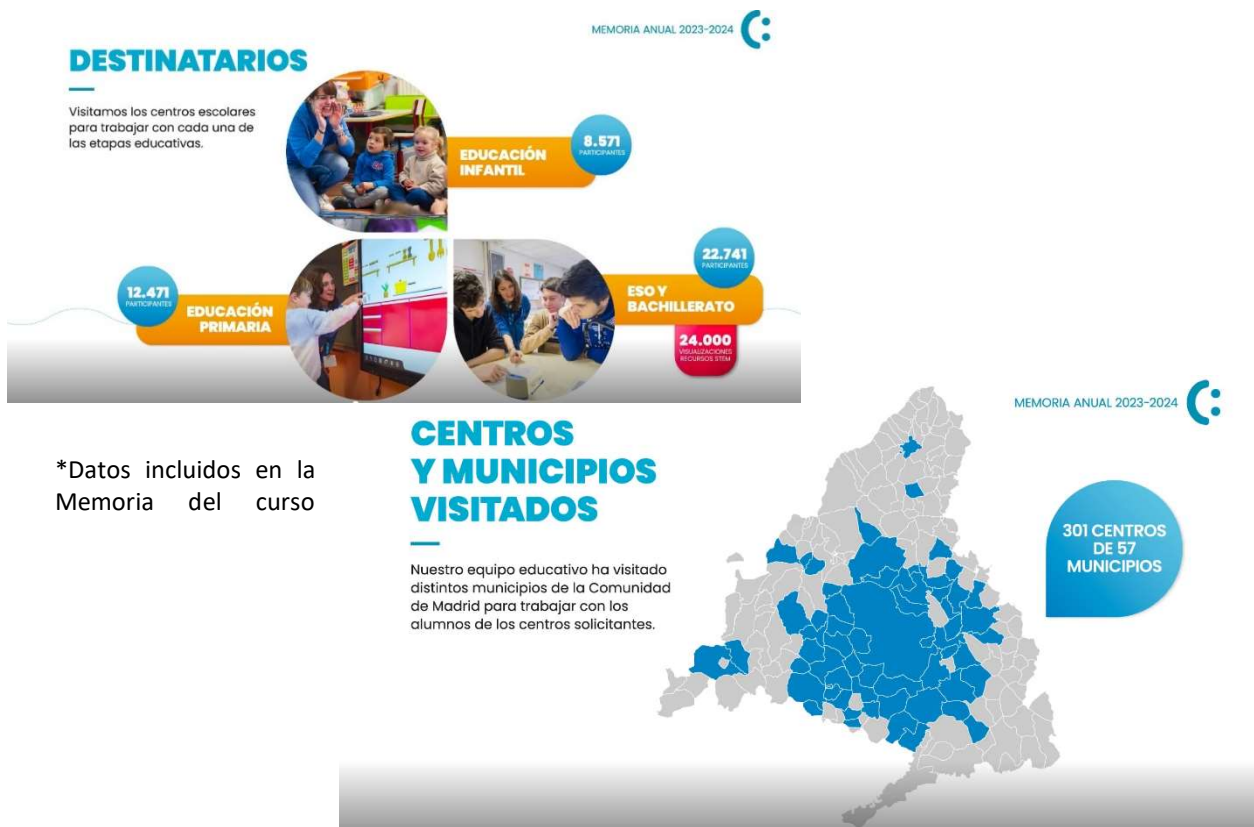 MEMORIA ANUAL 2023-2024
DESTINATARIOS
Visitamos los centros escolares
para trabajar con cada una de
las etapas educativas.
8.571
PARTICIPANTES
EDUCACIÓN
INFANTIL
22.741
PARTICIPANTES
12.471
PARTICIPANTES
EDUCACIÓN
PRIMARIA
ESO Y
BACHILLERATO
24.000
VISUALIZACIONES
RECURSOS STEM
MEMORIA ANUAL 2023-2024
CENTROS
Y MUNICIPIOS
VISITADOS
*Datos incluidos en la
Memoria del curso
301 CENTROS
DE 57
MUNICIPIOS
Nuestro equipo educativo ha visitado
distintos municipios de la Comunidad
de Madrid para trabajar con los
alumnos de los centros solicitantes.